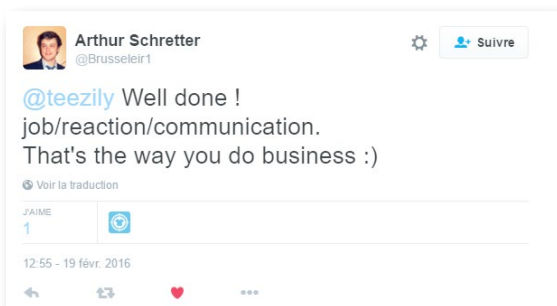 Arthur Schretter
@Brusseleir1
Suivre
@teezily Well done !
job/reaction/communication.
That's the way you do business :)
Voir la traduction
J'AIME
1
12:55 - 19 févr. 2016